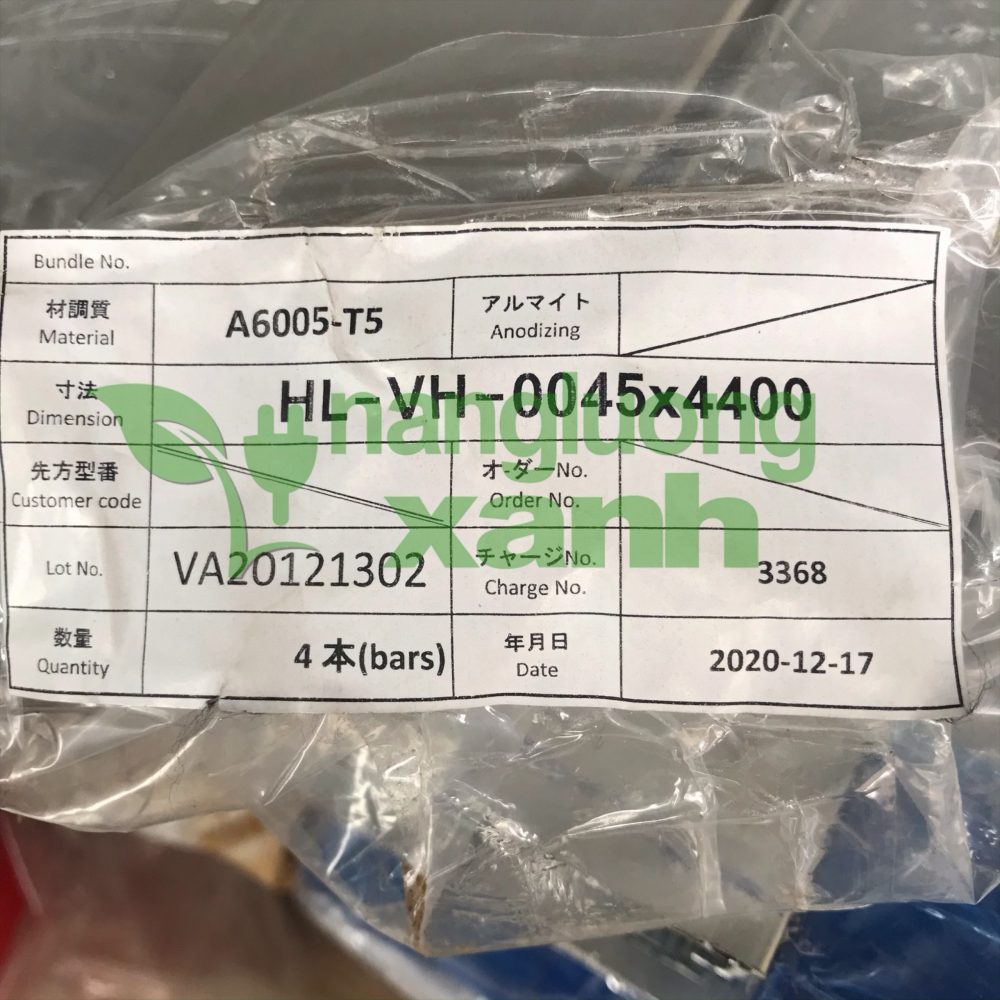 Bundle No.
材調質
Material
A6005-T5
アルマイト
Anodizing
寸法
Dimension
HL-VH-0045x4400
先方型番
Customer code
オ-ダーNo.
Order No.
Lot No.
VA20121302
チャージNo.
Charge No.
3368
数量
Quantity
4 本(bars)
年月日
Date
2020-12-17
nangluong
xanh